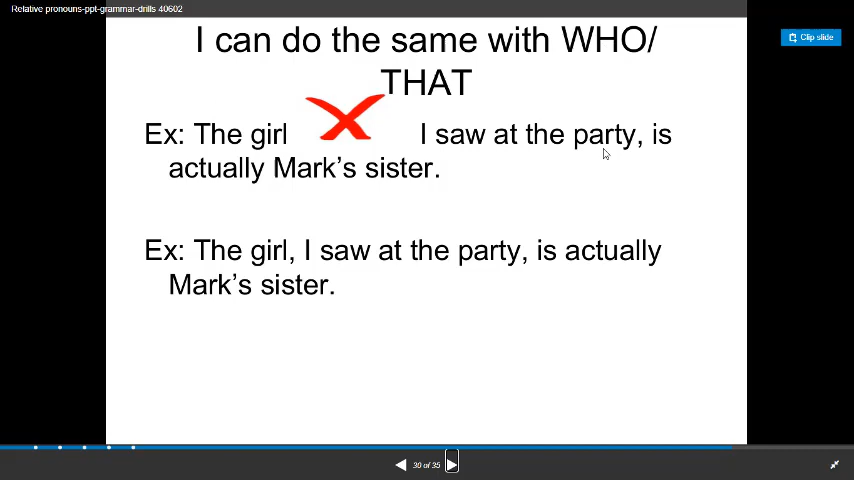 Relative pronouns-ppt-grammar-drills 40602
Clip slide
I can do the same with WHO/
THAT
Ex: The girl I saw at the party, is
actually Mark’s sister.
Ex: The girl, I saw at the party, is actually
Mark’s sister.
30 of 35